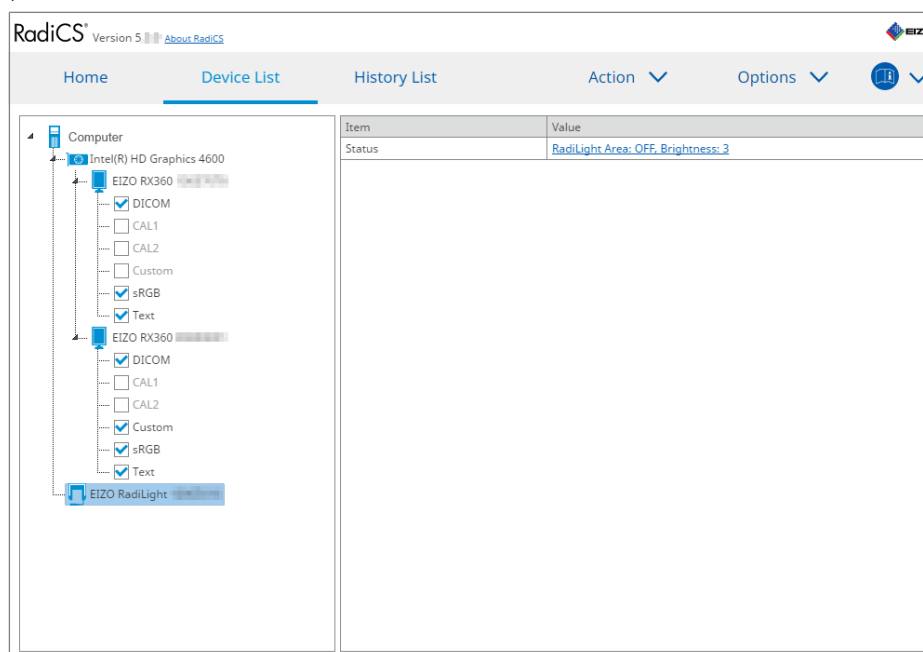 RadiCS® Version 5. About RadiCS EIZ
Home Device List History List Action Options
Computer
Intel(R) HD Graphics 4600
EIZO RX360
DICOM
CAL1
CAL2
Custom
sRGB
Text
EIZO RX360
DICOM
CAL1
CAL2
Custom
sRGB
Text
EIZO RadiLight
Item Value
Status RadiLight Area: OFF, Brightness: 3